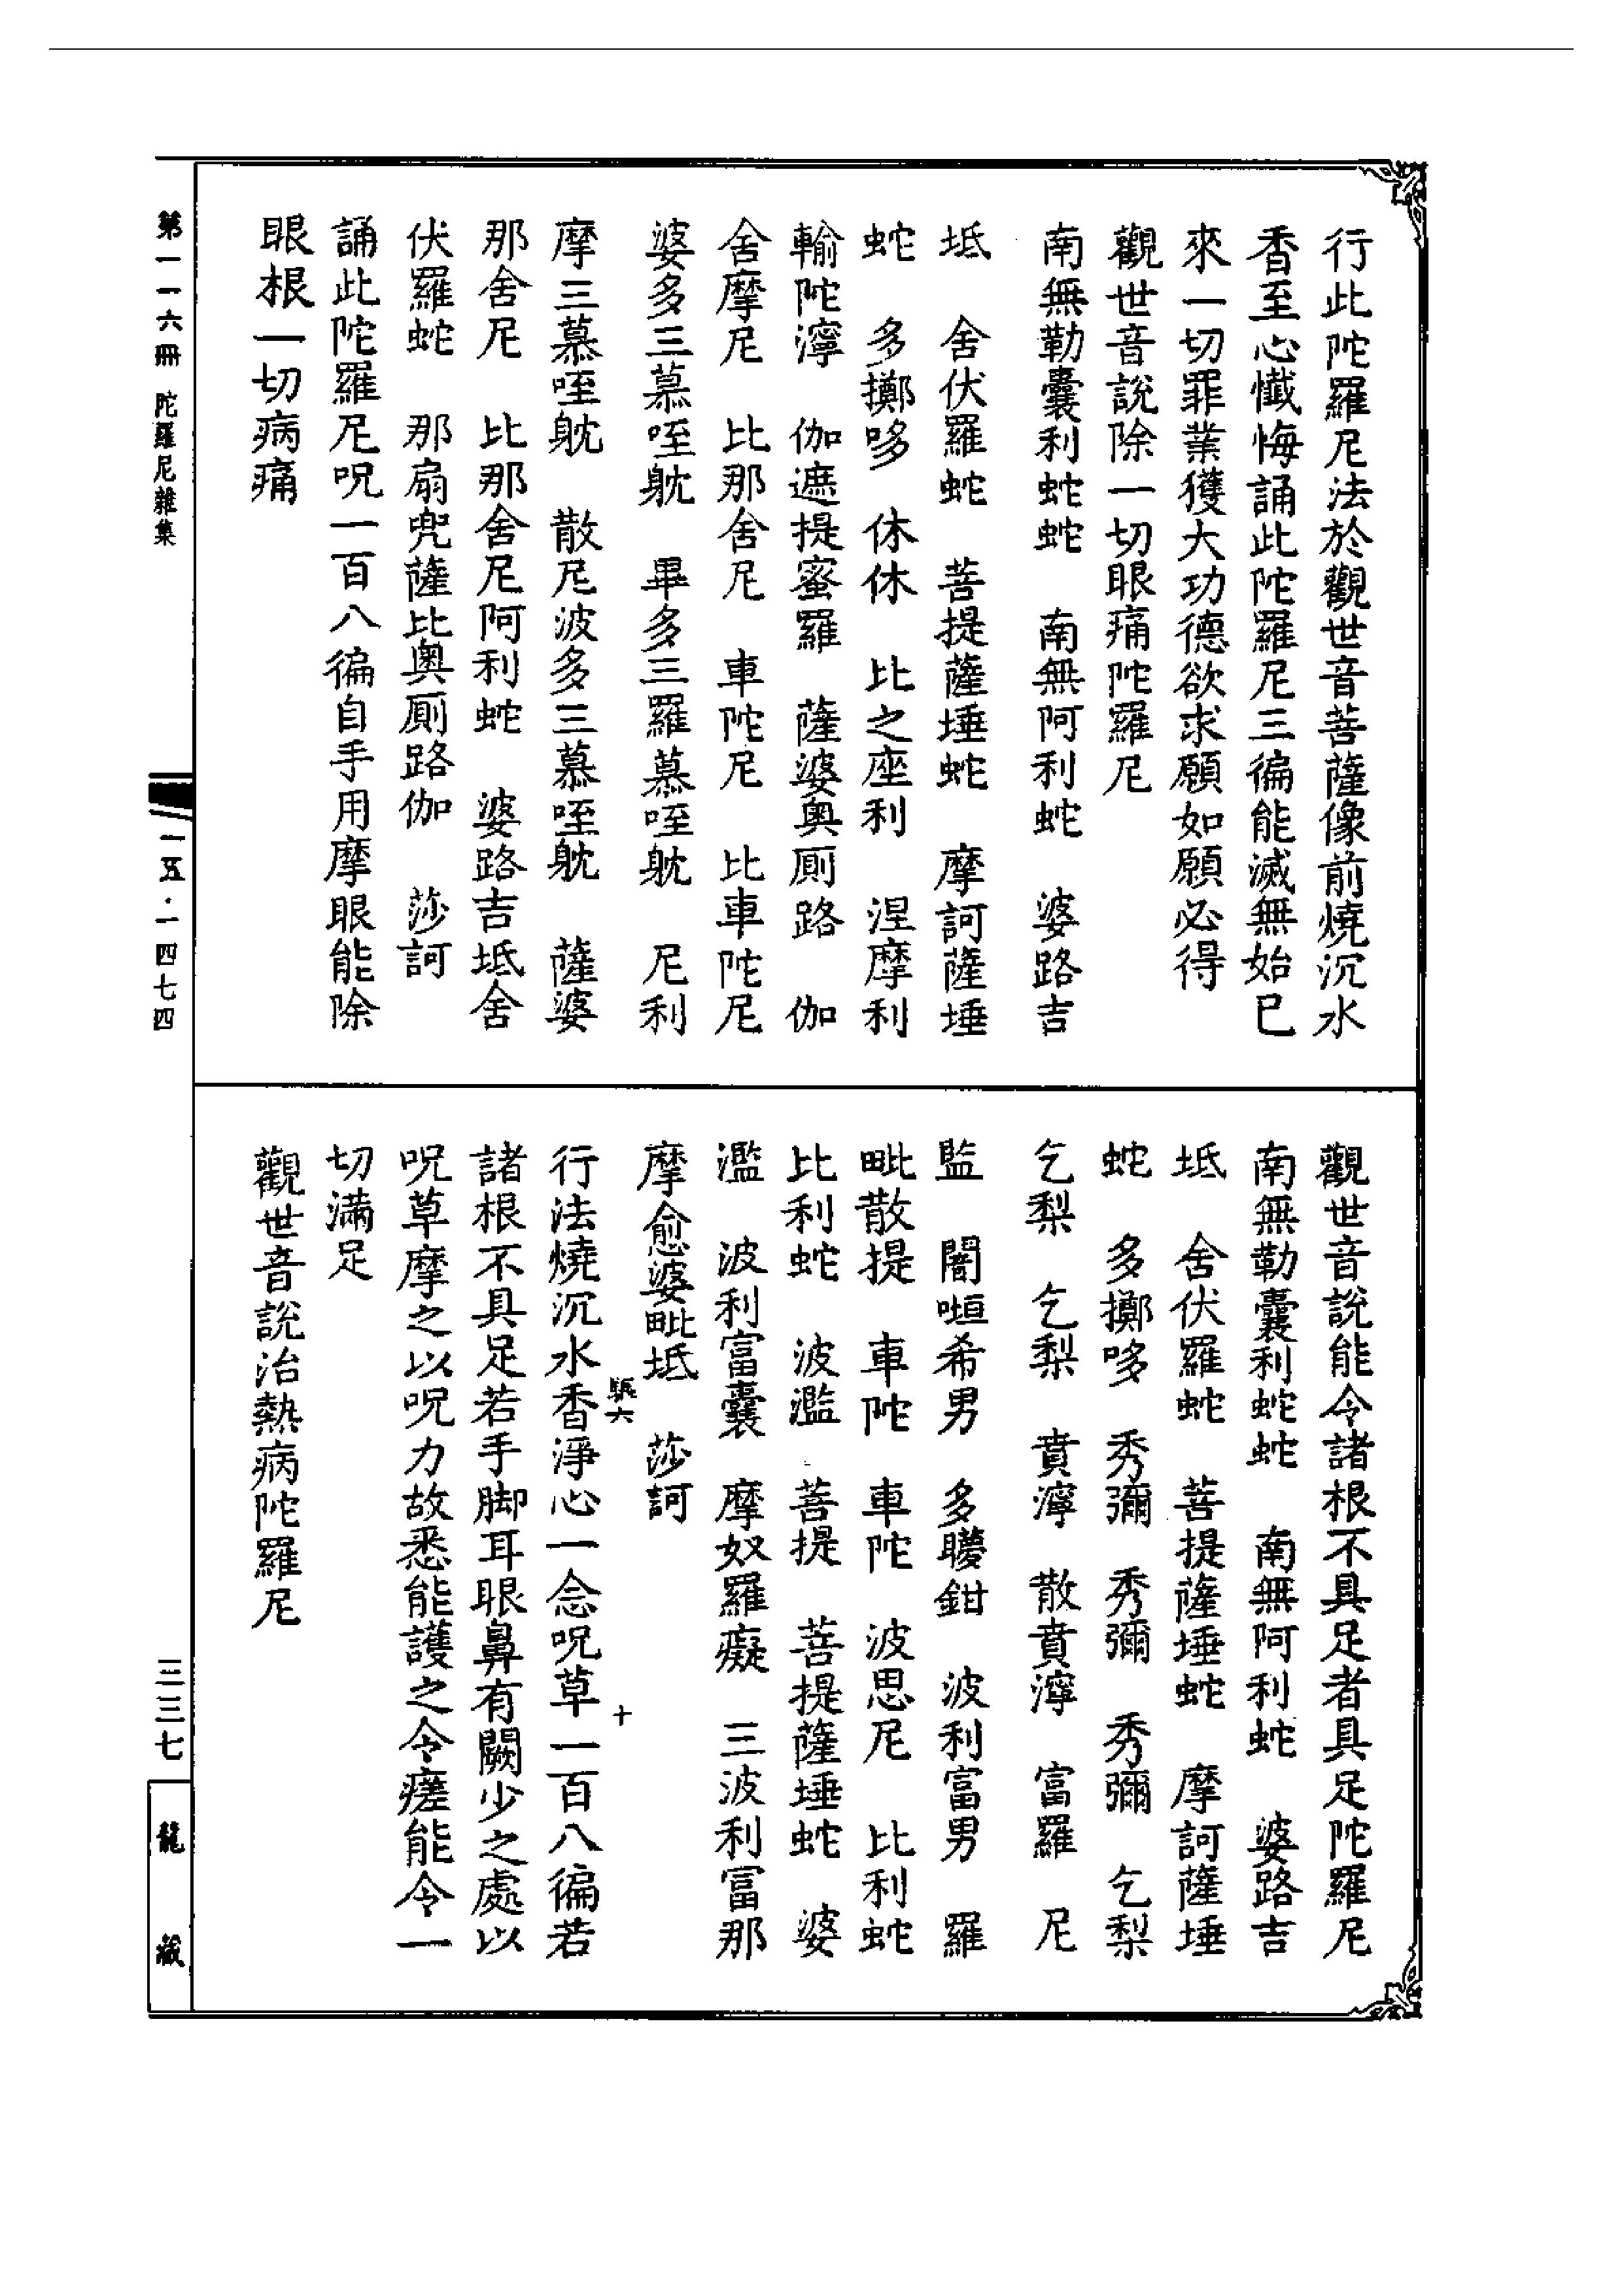 行此陀羅尼法於觀世音菩薩像前燒沉水
香至心懺悔誦此陀羅尼三徧能滅無始已
來一切罪業獲大功德欲求願如願必得
觀世音說除一切眼痛陀羅尼
南無勒囊利蛇蛇　南無阿利蛇　婆路吉
坻　舍伏羅蛇　菩提薩埵蛇　摩訶薩埵
蛇　多擲哆　休休　比之座利　涅摩利
輸陀濘　伽遮提蜜羅　薩婆奥厠路　伽
舍摩尼　比那舍尼　車陀尼　比車陀尼
婆多三慕咥躭　畢多三羅慕咥躭　尼利
摩三慕咥躭　散尼波多三慕咥躭　薩婆
那舍尼　比那舍尼阿利蛇　婆路吉坻舍
伏羅蛇　那扇兜薩比奥厠路伽　莎訶
誦此陀羅尼呪一百八徧自手用摩眼能除
眼根一切病痛
觀世音說能令諸根不具足者具足陀羅尼
南無勒囊利蛇蛇　南無阿利蛇　婆路吉
坻　舍伏羅蛇　菩提薩埵蛇　摩訶薩埵
蛇　多擲哆　秀彌　秀彌　秀彌　乞梨
乞梨　乞梨　賁濘　散賁濘　富羅　尼
監　闇咺希男　多㬪鉗　波利富男　羅
毗散提　車陀　車陀　波思尼　比利蛇
比利蛇　波濫　菩提　菩提薩埵蛇　婆
濫　波利富囊　摩奴羅癡　三波利富那
摩愈婆毗坻　莎訶
驅六　十
行法燒沉水香淨心一念呪草一百八徧若
諸根不具足若手脚耳眼鼻有闕少之處以
呪草摩之以呪力故悉能護之令瘥能令一
切滿足
觀世音說治熱病陀羅尼
第一一六冊　陀羅尼雜集
一五·一四七四
三三七
龍藏